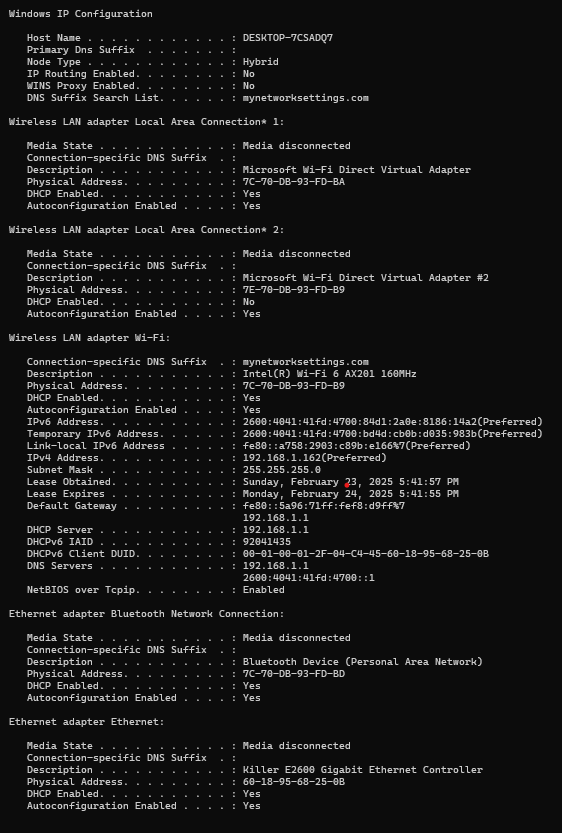 Windows IP Configuration
Host Name . . . . . . . . . . . . : DESKTOP-7CSADQ7
Primary Dns Suffix  . . . . . . . :
Node Type . . . . . . . . . . . . : Hybrid
IP Routing Enabled. . . . . . . . : No
WINS Proxy Enabled. . . . . . . . : No
DNS Suffix Search List. . . . . . : mynetworksettings.com
Wireless LAN adapter Local Area Connection* 1:
Media State . . . . . . . . . . . : Media disconnected
Connection-specific DNS Suffix  . :
Description . . . . . . . . . . . : Microsoft Wi-Fi Direct Virtual Adapter
Physical Address. . . . . . . . . : 7C-70-DB-93-FD-BA
DHCP Enabled. . . . . . . . . . . : Yes
Autoconfiguration Enabled . . . . : Yes
Wireless LAN adapter Local Area Connection* 2:
Media State . . . . . . . . . . . : Media disconnected
Connection-specific DNS Suffix  . :
Description . . . . . . . . . . . : Microsoft Wi-Fi Direct Virtual Adapter #2
Physical Address. . . . . . . . . : 7E-70-DB-93-FD-B9
DHCP Enabled. . . . . . . . . . . : No
Autoconfiguration Enabled . . . . : Yes
Wireless LAN adapter Wi-Fi:
Connection-specific DNS Suffix  . : mynetworksettings.com
Description . . . . . . . . . . . : Intel(R) Wi-Fi 6 AX201 160MHz
Physical Address. . . . . . . . . : 7C-70-DB-93-FD-B9
DHCP Enabled. . . . . . . . . . . : Yes
Autoconfiguration Enabled . . . . : Yes
IPv6 Address. . . . . . . . . . . : 2600:4041:41fd:4700:84d1:2a0e:8186:14a2(Preferred)
Temporary IPv6 Address. . . . . . : 2600:4041:41fd:4700:bd4d:cb0b:d035:983b(Preferred)
Link-local IPv6 Address . . . . . : fe80::a758:2903:c89b:e166%7(Preferred)
IPv4 Address. . . . . . . . . . . : 192.168.1.162(Preferred)
Subnet Mask . . . . . . . . . . . : 255.255.255.0
Lease Obtained. . . . . . . . . . : Sunday, February 23, 2025 5:41:57 PM
Lease Expires . . . . . . . . . . : Monday, February 24, 2025 5:41:55 PM
Default Gateway . . . . . . . . . : fe80::5a96:71ff:fef8:d9ff%7
192.168.1.1
DHCP Server . . . . . . . . . . . : 192.168.1.1
DHCPv6 IAID . . . . . . . . . . . : 92041435
DHCPv6 Client DUID. . . . . . . . : 00-01-00-01-2F-04-C4-45-60-18-95-68-25-0B
DNS Servers . . . . . . . . . . . : 192.168.1.1
2600:4041:41fd:4700::1
NetBIOS over Tcpip. . . . . . . . : Enabled
Ethernet adapter Bluetooth Network Connection:
Media State . . . . . . . . . . . : Media disconnected
Connection-specific DNS Suffix  . :
Description . . . . . . . . . . . : Bluetooth Device (Personal Area Network)
Physical Address. . . . . . . . . : 7C-70-DB-93-FD-BD
DHCP Enabled. . . . . . . . . . . : Yes
Autoconfiguration Enabled . . . . : Yes
Ethernet adapter Ethernet:
Media State . . . . . . . . . . . : Media disconnected
Connection-specific DNS Suffix  . :
Description . . . . . . . . . . . : Killer E2600 Gigabit Ethernet Controller
Physical Address. . . . . . . . . : 60-18-95-68-25-0B
DHCP Enabled. . . . . . . . . . . : Yes
Autoconfiguration Enabled . . . . : Yes